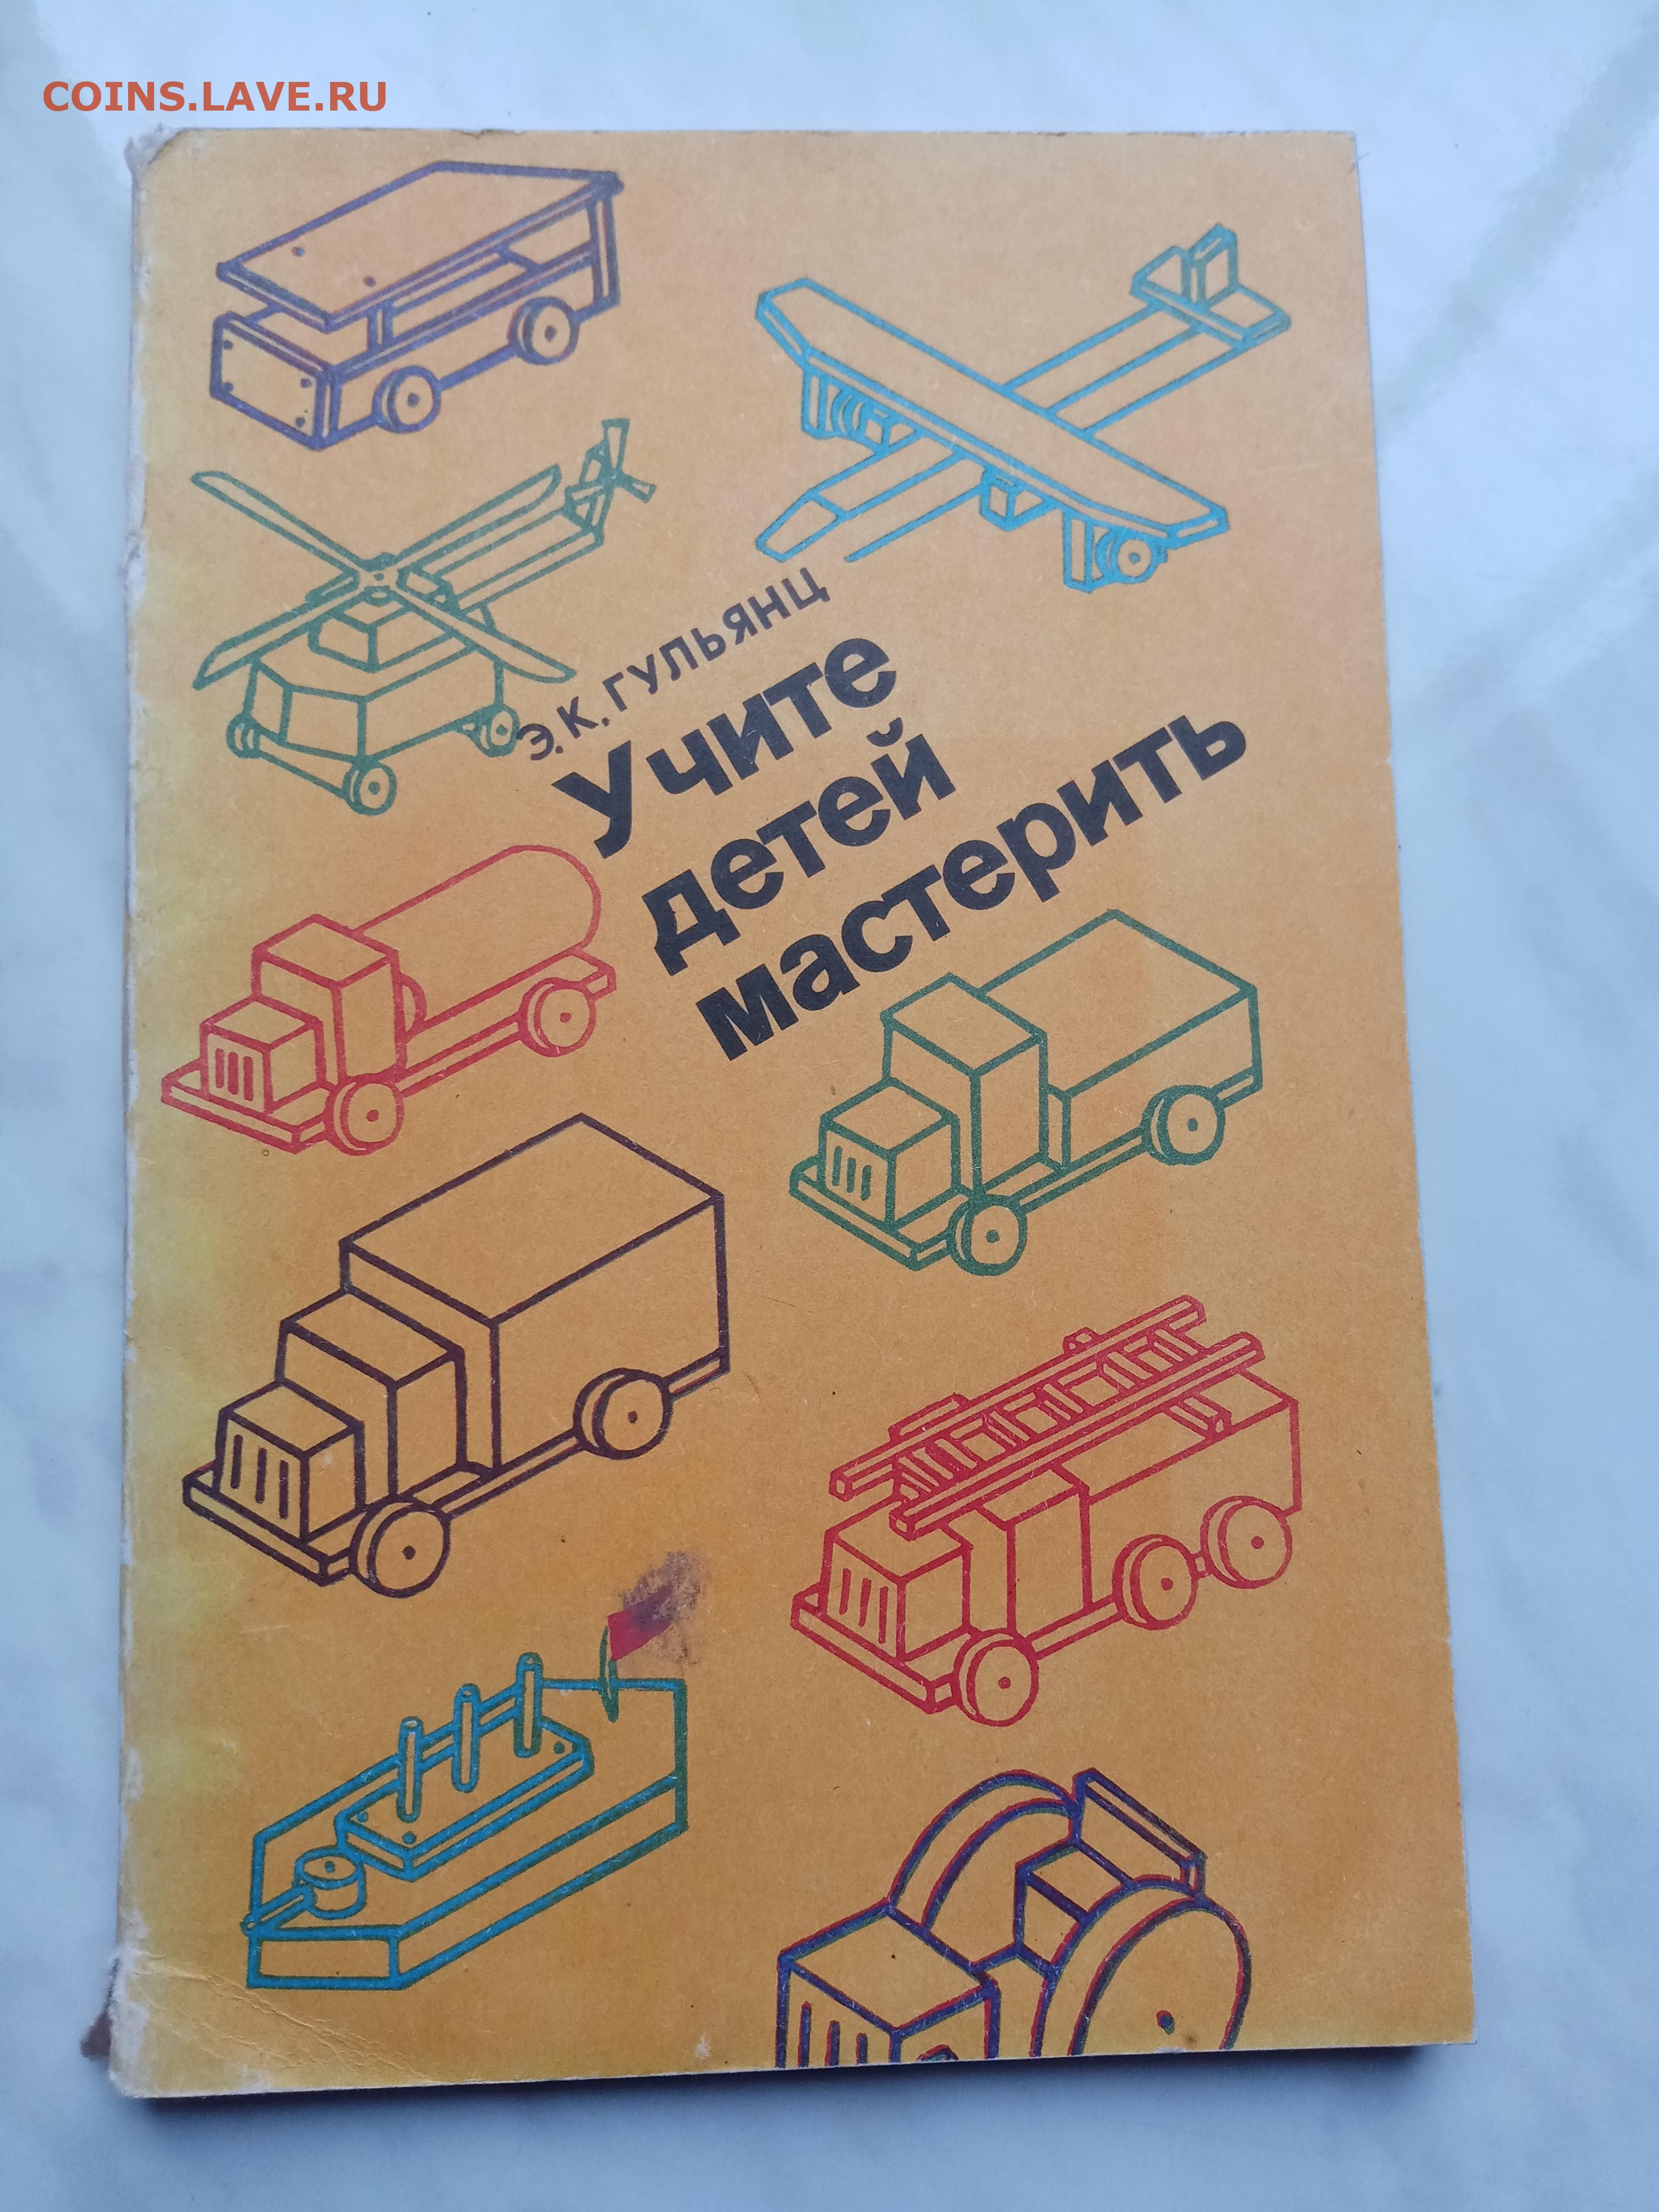 COINS.LAVE.RU
Э.К.ГУЛЬЯНЦ
Учите
детей
мастерить